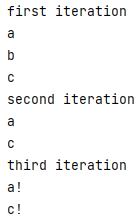 first iteration
a
b
c
second iteration
a
c
third iteration
a!
c!